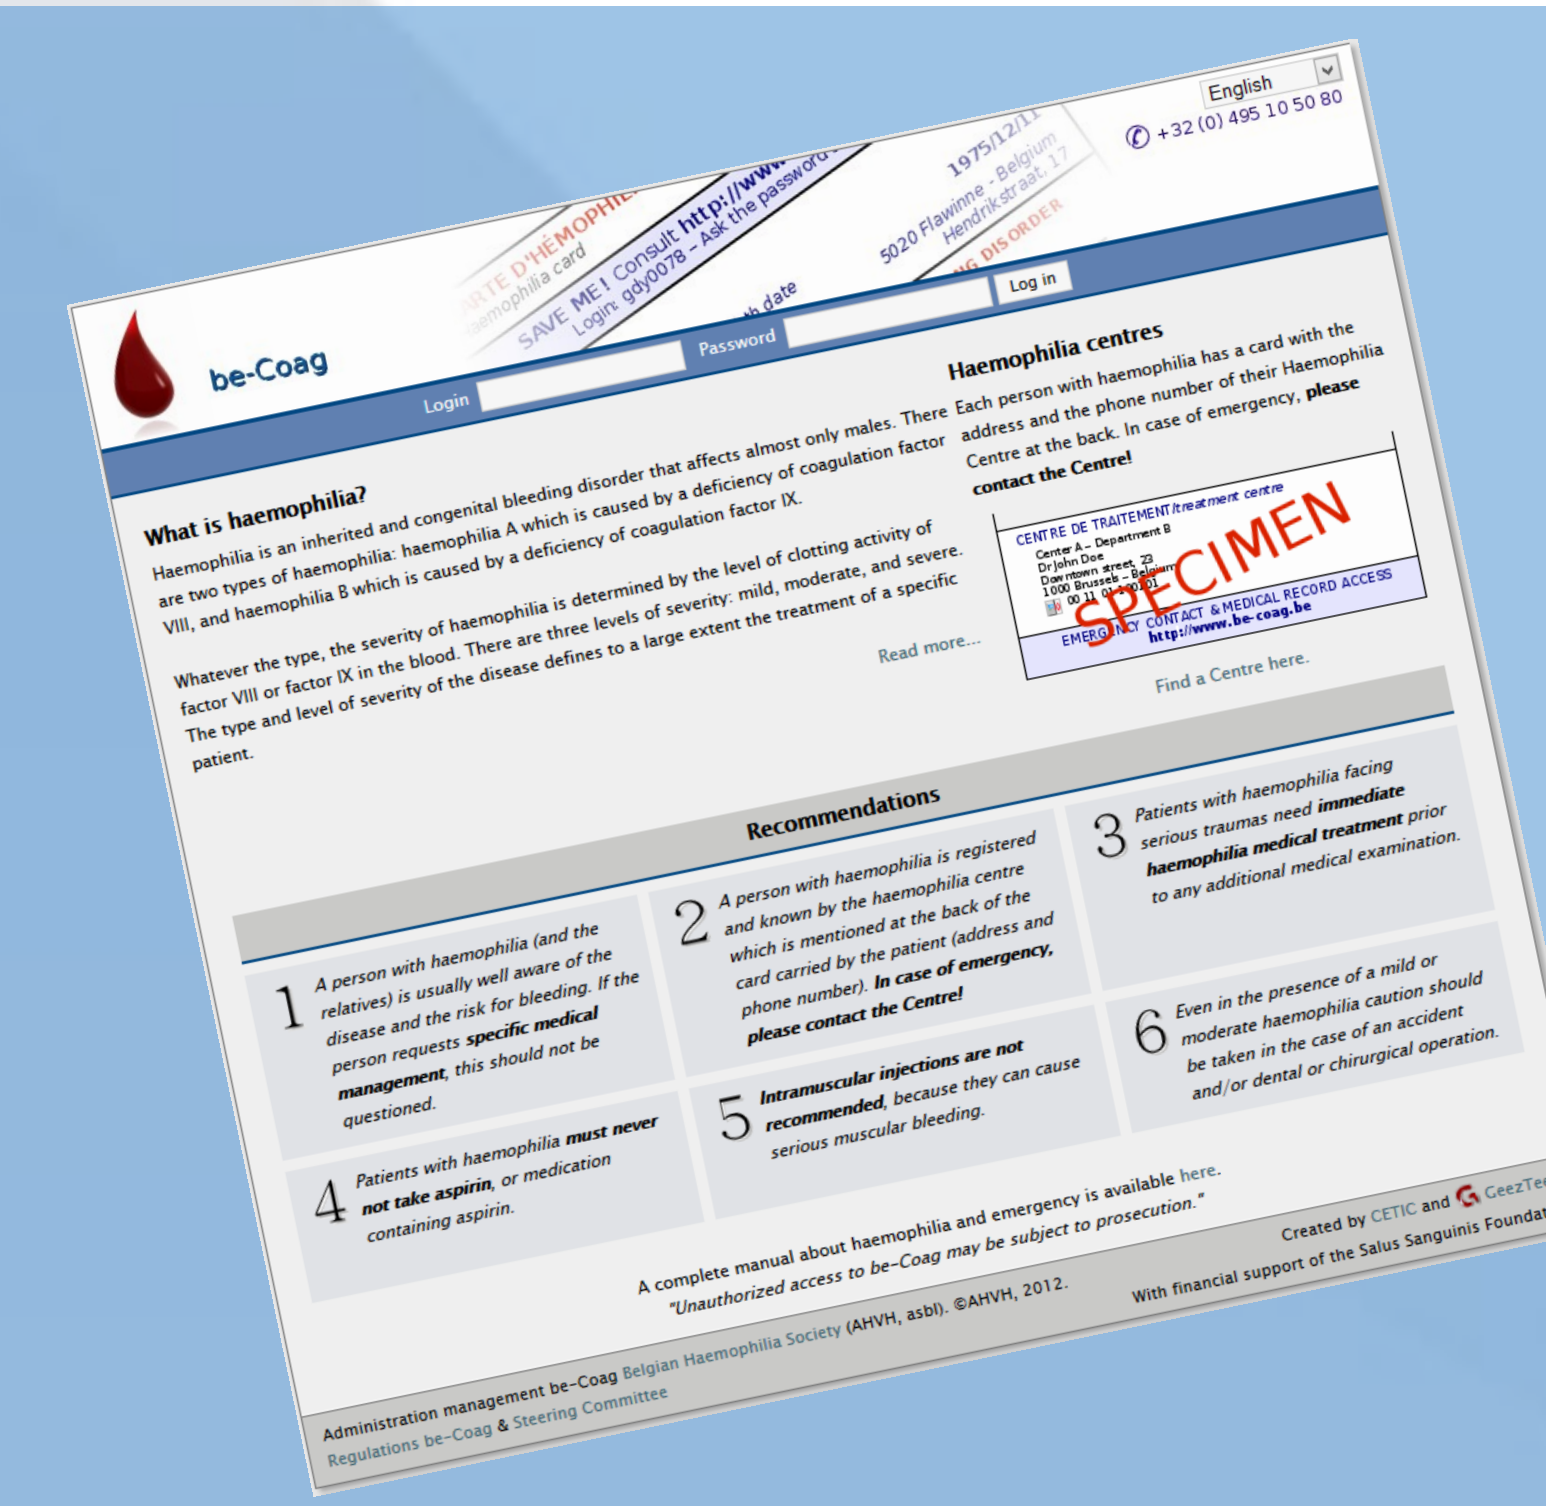 English
+32 (0) 495 10 50 80
ARTE D'HÉMOPHIL
aemophilia card
SAVE ME! Consult http://www.
Login: gdy0078 – Ask the password
th date
1975/12/11
5020 Flawinne - Belgium
Hendrikstraat, 17
NG DISORDER
be-Coag
Login
Password
Log in
What is haemophilia?
Haemophilia is an inherited and congenital bleeding disorder that affects almost only males. There
are two types of haemophilia: haemophilia A which is caused by a deficiency of coagulation factor
VIII, and haemophilia B which is caused by a deficiency of coagulation factor IX.
Whatever the type, the severity of haemophilia is determined by the level of clotting activity of
factor VIII or factor IX in the blood. There are three levels of severity: mild, moderate, and severe.
The type and level of severity of the disease defines to a large extent the treatment of a specific
patient.
Read more...
Haemophilia centres
Each person with haemophilia has a card with the
address and the phone number of their Haemophilia
Centre at the back. In case of emergency, please
contact the Centre!
CENTRE DE TRAITEMENT/treatment centre
Center A – Department B
Dr John Doe
Downtown street, 23
1000 Brussels – Belgium
00 11 01
SPECIMEN
EMERGENCY CONTACT & MEDICAL RECORD ACCESS
http://www.be-coag.be
Find a Centre here.
Recommendations
1
A person with haemophilia (and the
relatives) is usually well aware of the
disease and the risk for bleeding. If the
person requests specific medical
management, this should not be
questioned.
2
A person with haemophilia is registered
and known by the haemophilia centre
which is mentioned at the back of the
card carried by the patient (address and
phone number). In case of emergency,
please contact the Centre!
3
Patients with haemophilia facing
serious traumas need immediate
haemophilia medical treatment prior
to any additional medical examination.
4
Patients with haemophilia must never
not take aspirin, or medication
containing aspirin.
5
Intramuscular injections are not
recommended, because they can cause
serious muscular bleeding.
6
Even in the presence of a mild or
moderate haemophilia caution should
be taken in the case of an accident
and/or dental or chirurgical operation.
A complete manual about haemophilia and emergency is available here.
"Unauthorized access to be-Coag may be subject to prosecution."
Administration management be-Coag Belgian Haemophilia Society (AHVH, asbl). ©AHVH, 2012.
Regulations be-Coag & Steering Committee
Created by CETIC and GeezTee
With financial support of the Salus Sanguinis Foundat